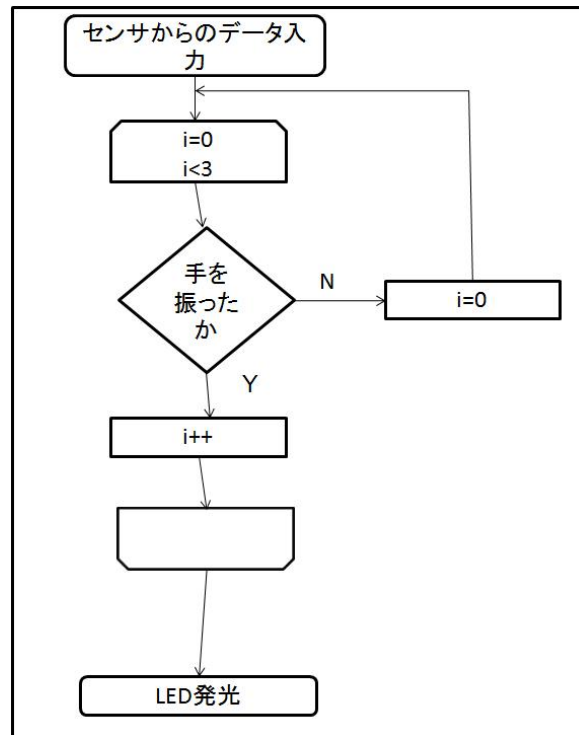 センサからのデータ入
力
i=0
i<3
手を
振った
か
N
i=0
Y
i++
LED発光